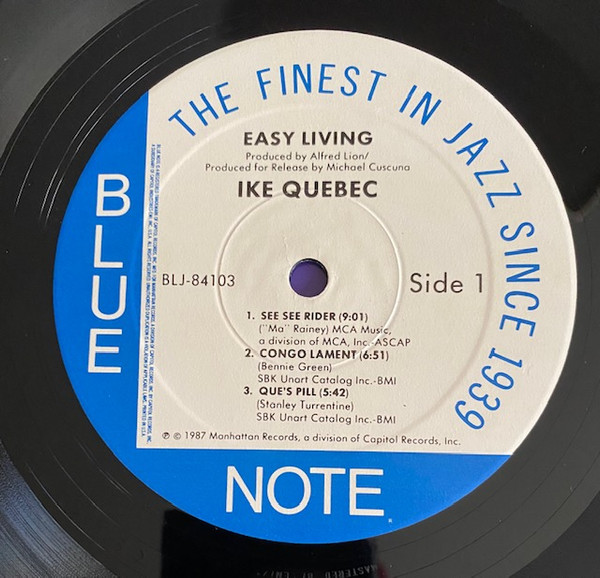 THE FINEST IN JAZZ SINCE 1939
EASY LIVING
Produced by Alfred Lion/
Produced for Release by Michael Cuscuna
IKE QUEBEC
BLUE
BLJ-84103
Side 1
1. SEE SEE RIDER (9:01)
("Ma" Rainey) MCA Music,
a division of MCA, Inc.-ASCAP
2. CONGO LAMENT (6:51)
(Bennie Green)
SBK Unart Catalog Inc.-BMI
3. QUE'S PILL (5:42)
(Stanley Turrentine)
SBK Unart Catalog Inc.-BMI
℗ © 1987 Manhattan Records, a division of Capitol Records, Inc.
NOTE
MASTERED